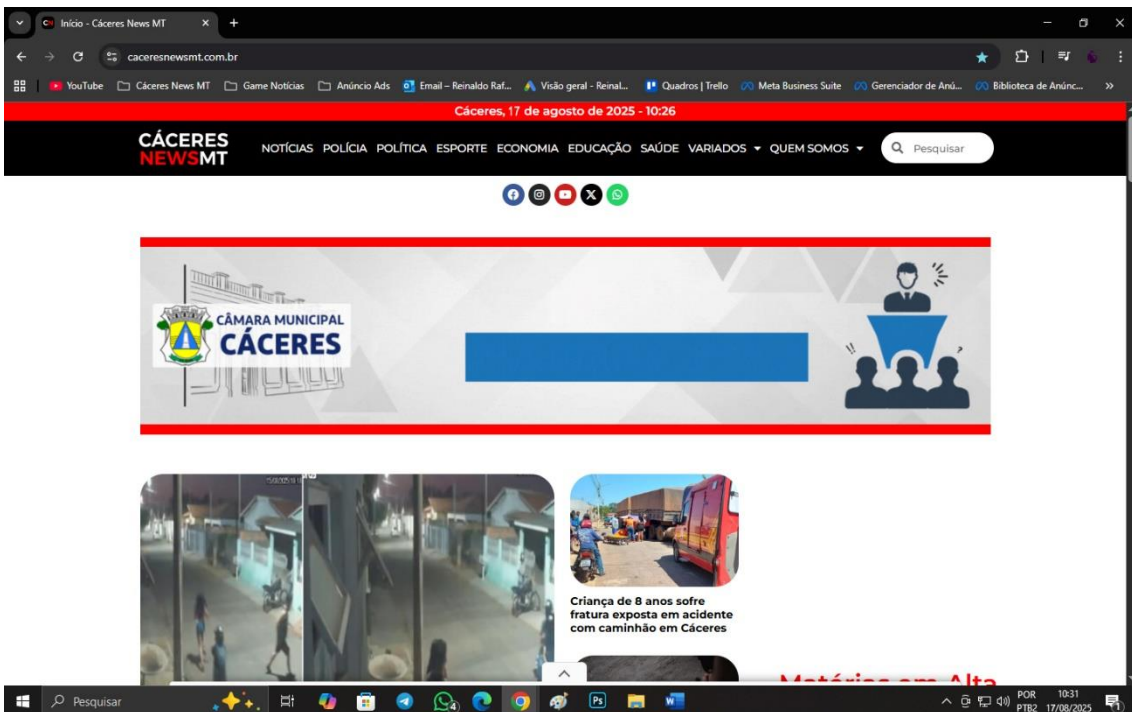 Início - Cáceres News MT
caceresnewsmt.com.br
YouTube Cáceres News MT Game Notícias Anúncio Ads Email – Reinaldo Raf... Visão geral - Reinal... Quadros | Trello Meta Business Suite Gerenciador de Anú... Biblioteca de Anúnc...
Cáceres, 17 de agosto de 2025 - 10:26
CÁCERES
NEWSMT
NOTÍCIAS POLÍCIA POLÍTICA ESPORTE ECONOMIA EDUCAÇÃO SAÚDE VARIADOS QUEM SOMOS
Pesquisar
CÂMARA MUNICIPAL
CÁCERES
Criança de 8 anos sofre
fratura exposta em acidente
com caminhão em Cáceres
Matérias em Alta
Pesquisar
POR 10:31
PTB2 17/08/2025